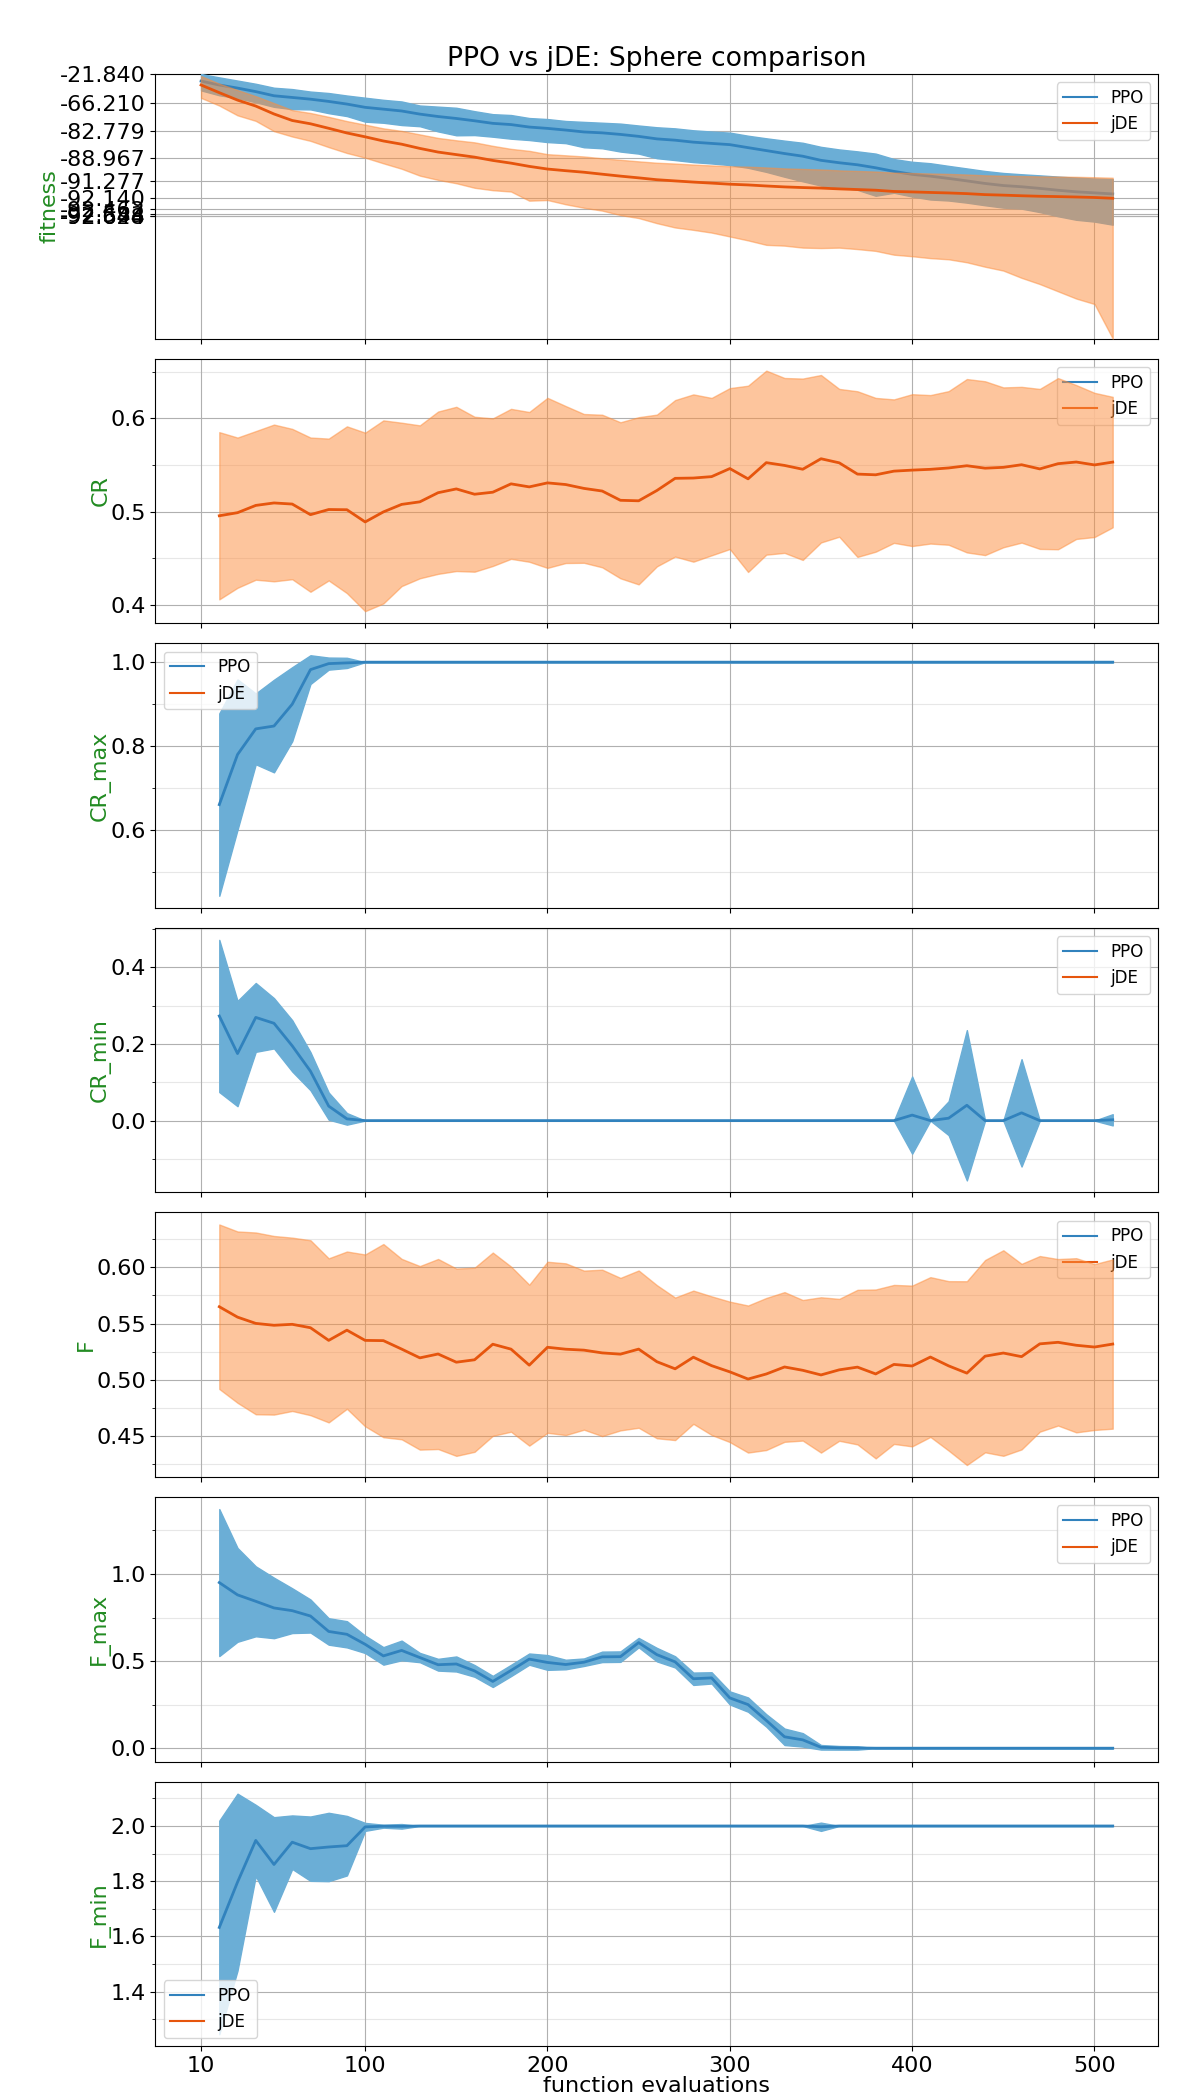 PPO vs jDE: Sphere comparison
-21.840
-66.210
-82.779
-88.967
-91.277
-92.140
fitness
PPO
jDE
0.6
0.5
0.4
CR
PPO
jDE
1.0
0.8
0.6
CR_max
PPO
jDE
0.4
0.2
0.0
CR_min
PPO
jDE
0.60
0.55
0.50
0.45
F
PPO
jDE
1.0
0.5
0.0
F_max
PPO
jDE
2.0
1.8
1.6
1.4
F_min
PPO
jDE
10 100 200 300 400 500
function evaluations